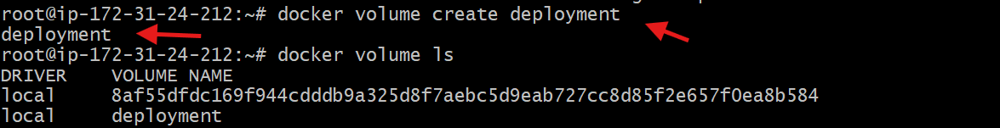 root@ip-172-31-24-212:~# docker volume create deployment
deployment
root@ip-172-31-24-212:~# docker volume ls
DRIVER    VOLUME NAME
local     8af55dfdc169f944cdddb9a325d8f7aebc5d9eab727cc8d85f2e657f0ea8b584
local     deployment